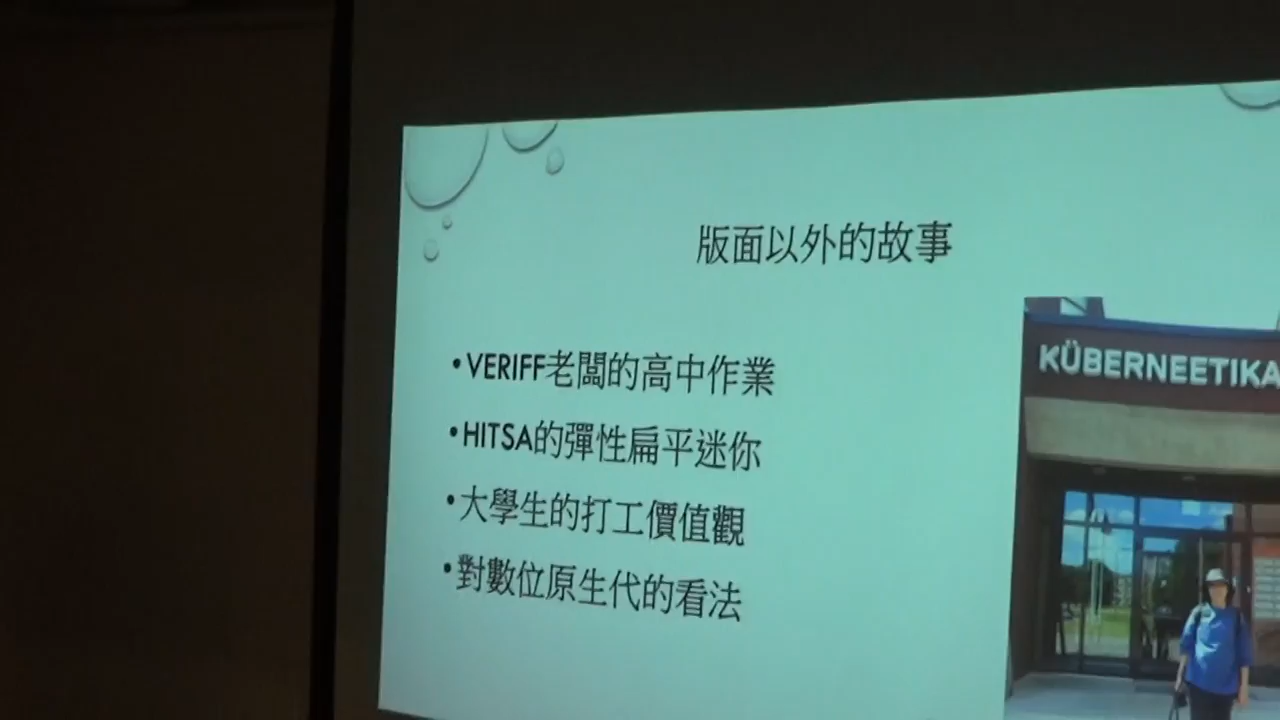 版面以外的故事
•VERIFF老闆的高中作業
•HITSA的彈性扁平迷你
•大學生的打工價值觀
•對數位原生代的看法
KÜBERNEETIKA